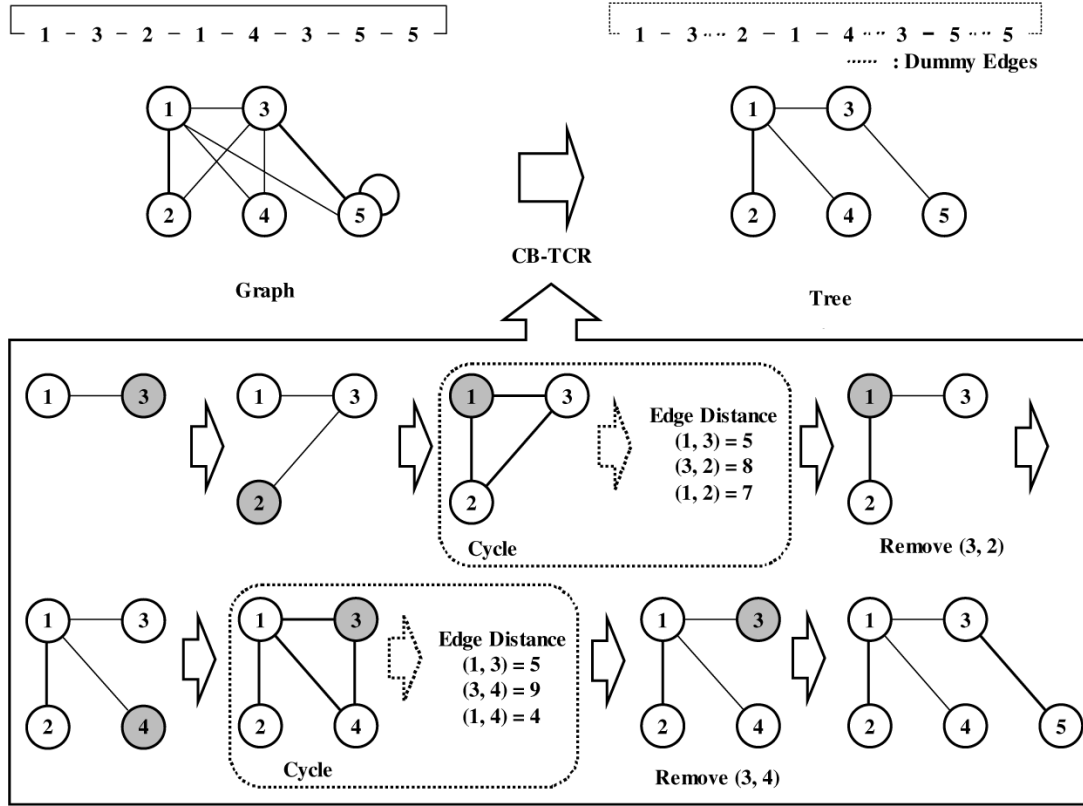 1 - 3 - 2 - 1 - 4 - 3 - 5 - 5
1 - 3 ···· 2 - 1 - 4 ···· 3 - 5 ···· 5
······ : Dummy Edges
1 3
2 4 5
Graph
CB-TCR
1 3
2 4 5
Tree
1 3
1 3
2
1 3
2
Cycle
Edge Distance
(1, 3) = 5
(3, 2) = 8
(1, 2) = 7
1 3
2
Remove (3, 2)
1 3
2 4
1 3
2 4
Cycle
Edge Distance
(1, 3) = 5
(3, 4) = 9
(1, 4) = 4
1 3
2 4
Remove (3, 4)
1 3
2 4 5